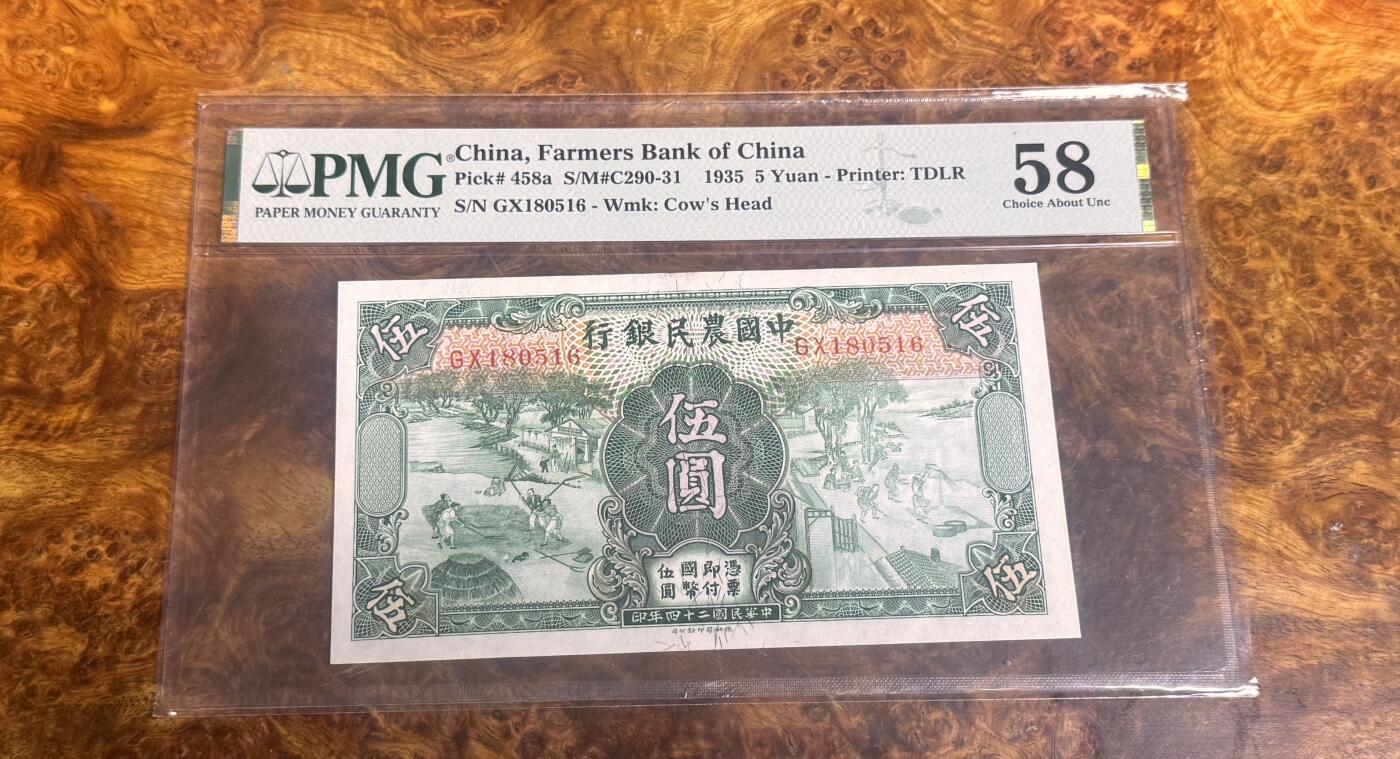 PMG®
PAPER MONEY GUARANTY
China, Farmers Bank of China
Pick# 458a S/M#C290-31 1935 5 Yuan - Printer: TDLR
S/N GX180516 - Wmk: Cow's Head
58
Choice About Unc
伍
伍
中國農民銀行
GX180516
GX180516
伍圓
憑票
即付
國幣
伍圓
伍
伍
中華民國二十四年印